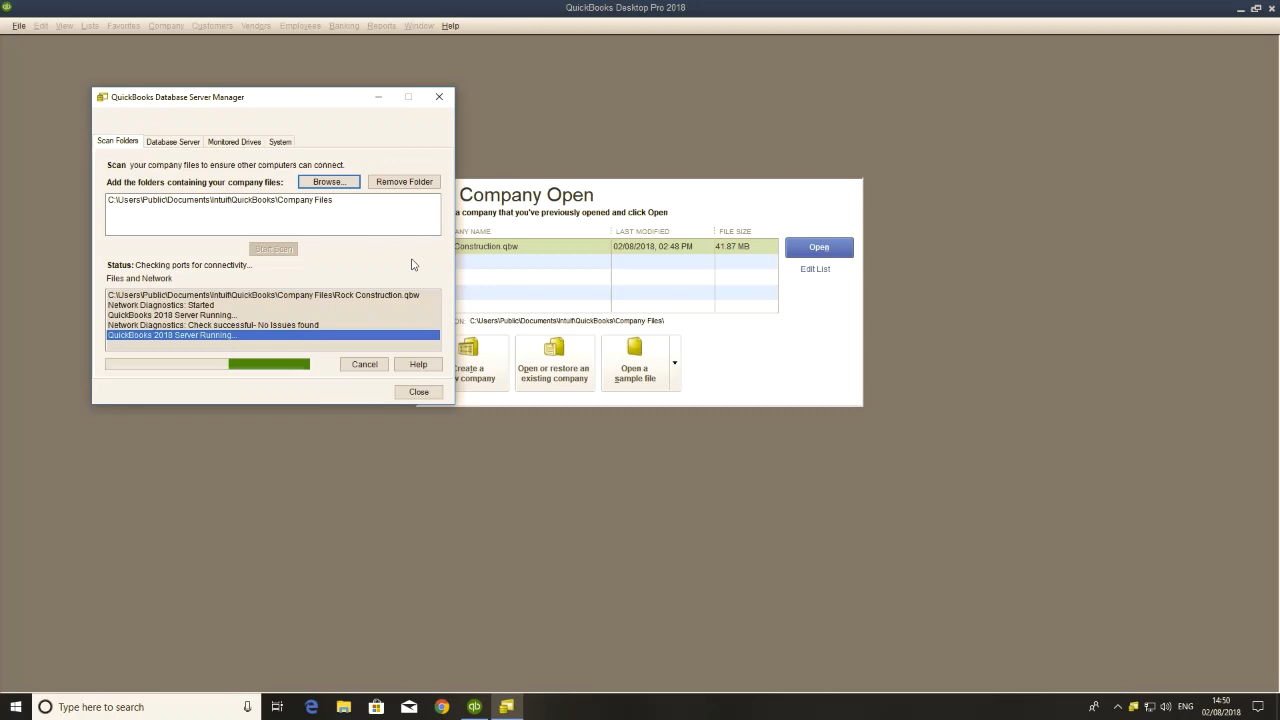 QuickBooks Desktop Pro 2018
File Edit View Lists Favorites Company Customers Vendors Employees Banking Reports Window Help
QuickBooks Database Server Manager
Scan Folders Database Server Monitored Drives System
Scan your company files to ensure other computers can connect.
Add the folders containing your company files: Browse... Remove Folder
C:\Users\Public\Documents\Intuit\QuickBooks\Company Files
Start Scan
Status: Checking ports for connectivity...
Files and Network
C:\Users\Public\Documents\Intuit\QuickBooks\Company Files\Rock Construction.qbw
Network Diagnostics: Started
QuickBooks 2018 Server Running...
Network Diagnostics: Check successful- No Issues found
QuickBooks 2018 Server Running...
Cancel Help
Close
Company Open
a company that you've previously opened and click Open
ANY NAME LAST MODIFIED FILE SIZE
Construction.qbw 02/08/2018, 02:48 PM 41.87 MB Open
Edit List
ON: C:\Users\Public\Documents\Intuit\QuickBooks\Company Files\
Create a
w company
Open or restore an
existing company
Open a
sample file
Type here to search
ENG
14:50
02/08/2018